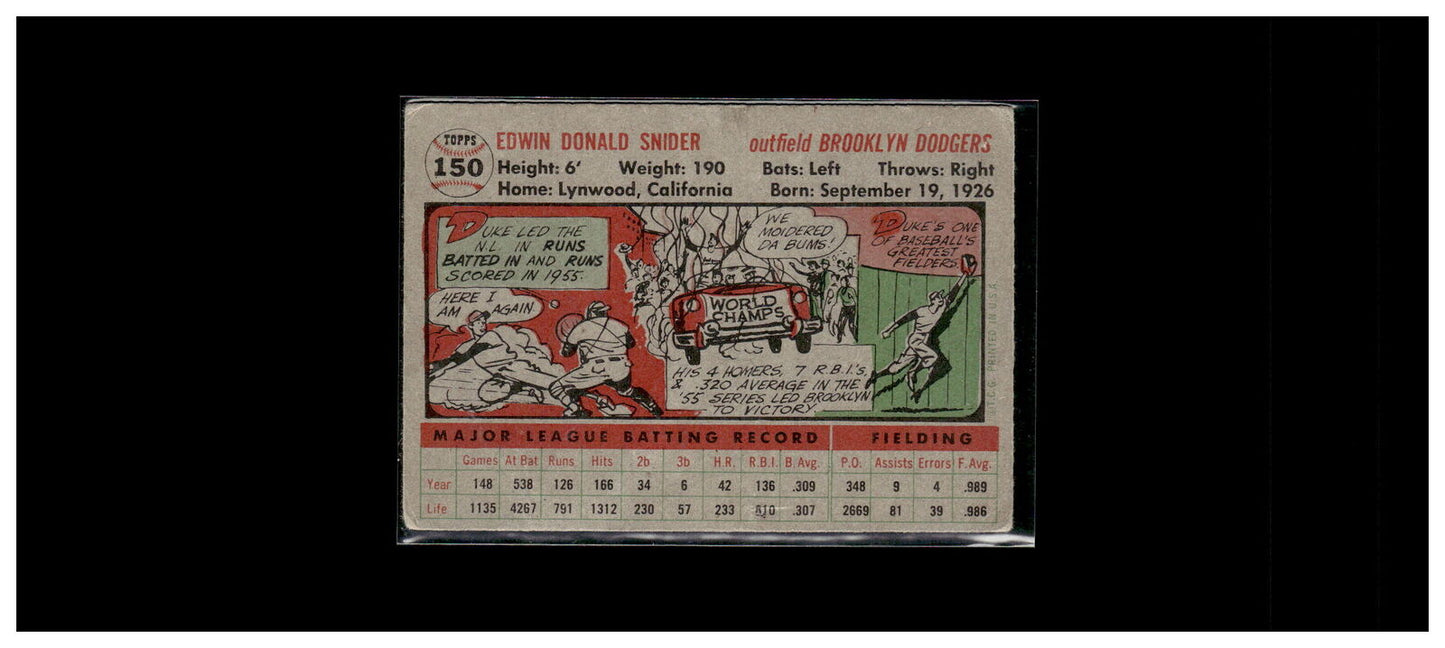 TOPPS
150
EDWIN DONALD SNIDER outfield BROOKLYN DODGERS
Height: 6' Weight: 190 Bats: Left Throws: Right
Home: Lynwood, California Born: September 19, 1926
DUKE LED THE
N.L. IN RUNS
BATTED IN AND RUNS
SCORED IN 1955.
HERE I
AM AGAIN.
WE
MOIDERED
DA BUMS!
WORLD
CHAMPS
HIS 4 HOMERS, 7 R.B.I.'S,
& .320 AVERAGE IN THE
'55 SERIES LED BROOKLYN
TO VICTORY.
DUKE'S ONE
OF BASEBALL'S
GREATEST
FIELDERS.
T.C.G. PRINTED IN U.S.A.
MAJOR LEAGUE BATTING RECORD FIELDING
Games At Bat Runs Hits 2b 3b H.R. R.B.I. B. Avg. P.O. Assists Errors F. Avg.
Year 148 538 126 166 34 6 42 136 .309 348 9 4 .989
Life 1135 4267 791 1312 230 57 233 810 .307 2669 81 39 .986